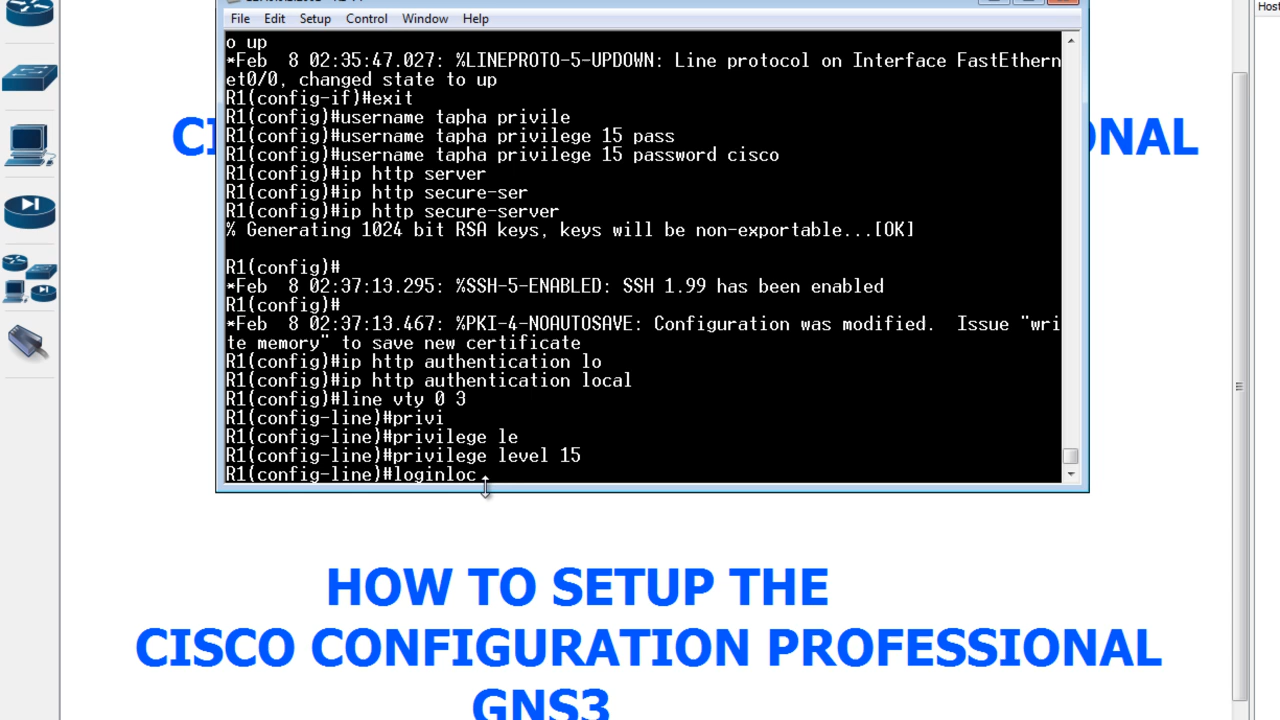 Host
File Edit Setup Control Window Help
o up
*Feb  8 02:35:47.027: %LINEPROTO-5-UPDOWN: Line protocol on Interface FastEthern
et0/0, changed state to up
R1(config-if)#exit
R1(config)#username tapha privile
R1(config)#username tapha privilege 15 pass
R1(config)#username tapha privilege 15 password cisco
R1(config)#ip http server
R1(config)#ip http secure-ser
R1(config)#ip http secure-server
% Generating 1024 bit RSA keys, keys will be non-exportable...[OK]
R1(config)#
*Feb  8 02:37:13.295: %SSH-5-ENABLED: SSH 1.99 has been enabled
R1(config)#
*Feb  8 02:37:13.467: %PKI-4-NOAUTOSAVE: Configuration was modified.  Issue "wri
te memory" to save new certificate
R1(config)#ip http authentication lo
R1(config)#ip http authentication local
R1(config)#line vty 0 3
R1(config-line)#privi
R1(config-line)#privilege le
R1(config-line)#privilege level 15
R1(config-line)#loginloc
CI ONAL
HOW TO SETUP THE
CISCO CONFIGURATION PROFESSIONAL
GNS3